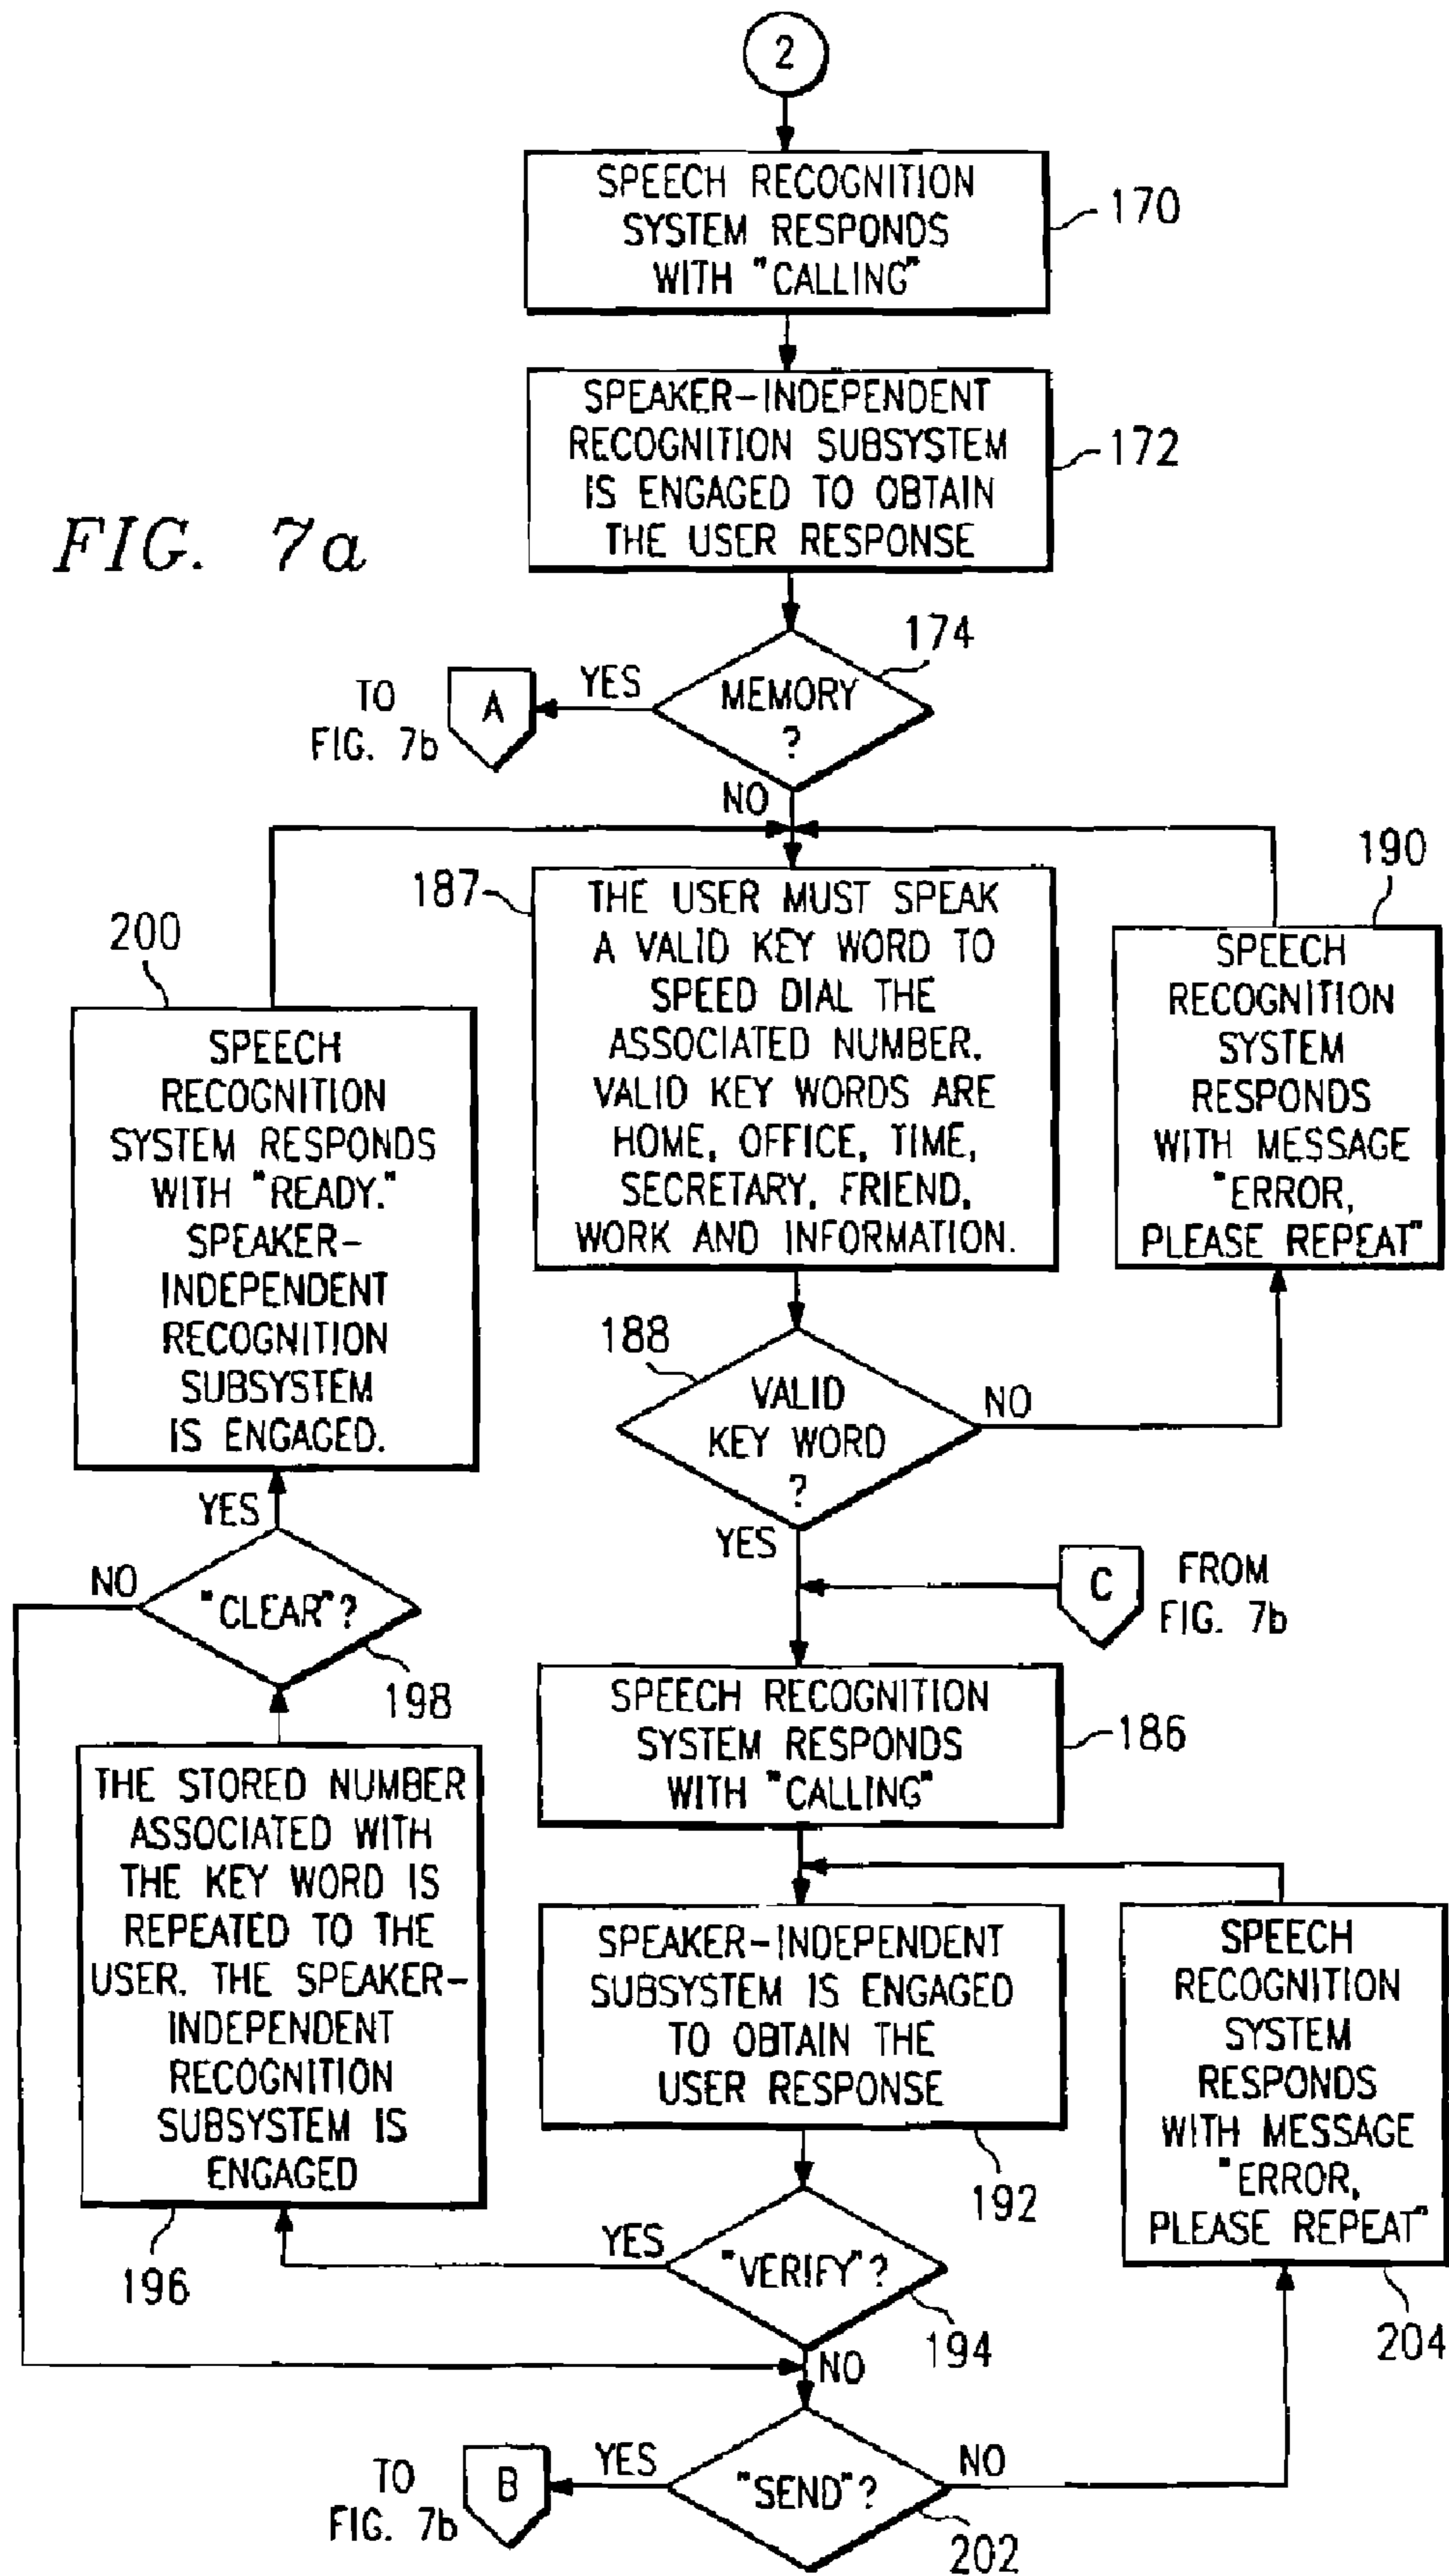 2
SPEECH RECOGNITION
SYSTEM RESPONDS
WITH "CALLING"
170
SPEAKER-INDEPENDENT
RECOGNITION SUBSYSTEM
IS ENGAGED TO OBTAIN
THE USER RESPONSE
172
FIG. 7a
174
MEMORY
?
YES
A
TO
FIG. 7b
NO
187
THE USER MUST SPEAK
A VALID KEY WORD TO
SPEED DIAL THE
ASSOCIATED NUMBER.
VALID KEY WORDS ARE
HOME, OFFICE, TIME,
SECRETARY, FRIEND,
WORK AND INFORMATION.
190
SPEECH
RECOGNITION
SYSTEM
RESPONDS
WITH MESSAGE
"ERROR,
PLEASE REPEAT"
200
SPEECH
RECOGNITION
SYSTEM RESPONDS
WITH "READY."
SPEAKER-
INDEPENDENT
RECOGNITION
SUBSYSTEM
IS ENGAGED.
188
VALID
KEY WORD
?
NO
YES
YES
NO
"CLEAR"?
198
C
FROM
FIG. 7b
SPEECH RECOGNITION
SYSTEM RESPONDS
WITH "CALLING"
186
THE STORED NUMBER
ASSOCIATED WITH
THE KEY WORD IS
REPEATED TO THE
USER. THE SPEAKER-
INDEPENDENT
RECOGNITION
SUBSYSTEM IS
ENGAGED
196
SPEAKER-INDEPENDENT
SUBSYSTEM IS ENGAGED
TO OBTAIN THE
USER RESPONSE
192
SPEECH
RECOGNITION
SYSTEM
RESPONDS
WITH MESSAGE
"ERROR,
PLEASE REPEAT"
204
YES
"VERIFY"?
194
NO
TO
FIG. 7b
B
YES
"SEND"?
NO
202